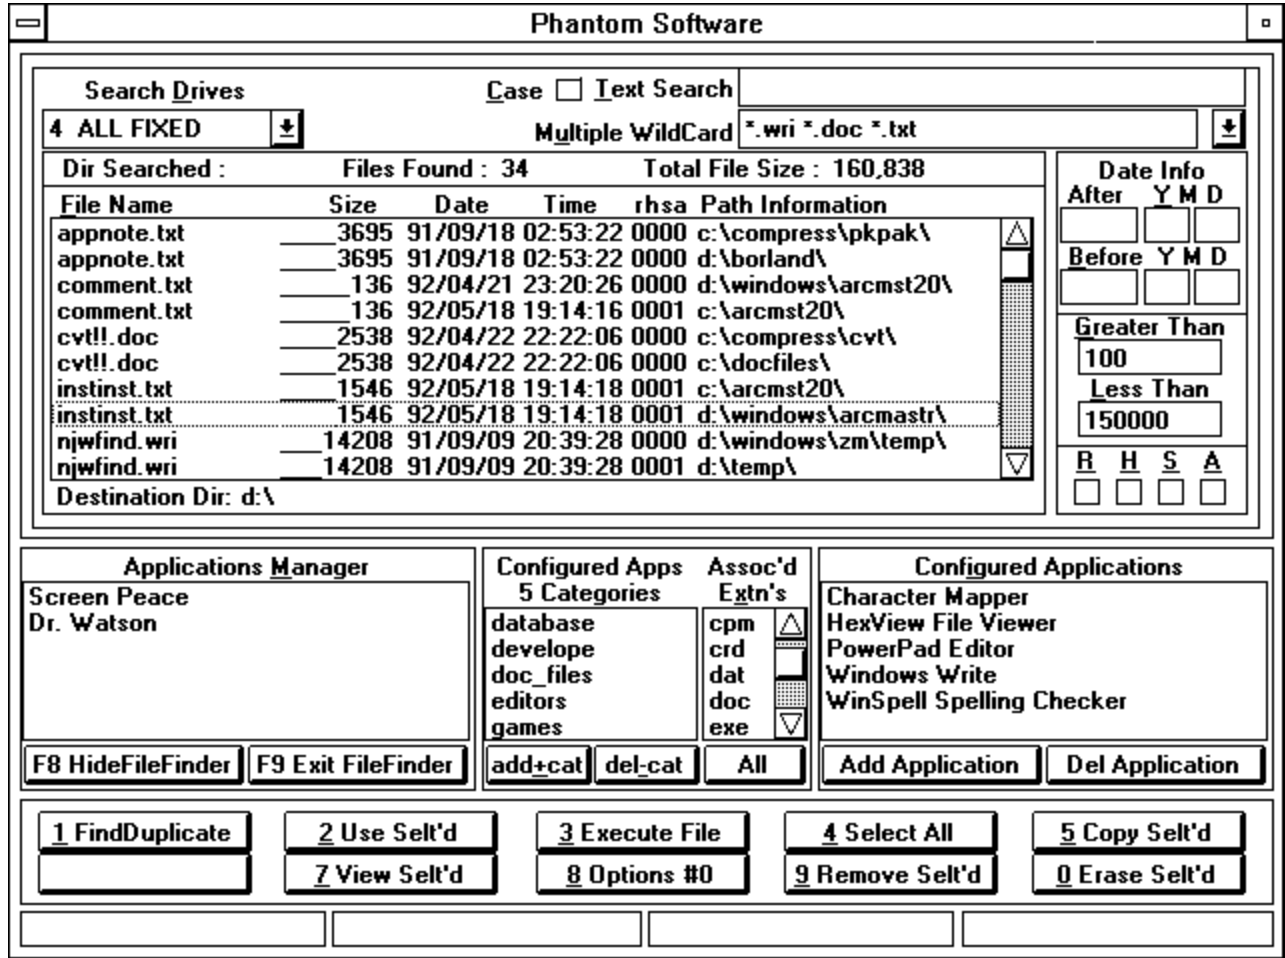 Phantom Software
Search Drives Case Text Search
4 ALL FIXED Multiple WildCard *.wri *.doc *.txt
Dir Searched : Files Found : 34 Total File Size : 160,838
File Name Size Date Time rhsa Path Information
appnote.txt ____3695 91/09/18 02:53:22 0000 c:\compress\pkpak\
appnote.txt ____3695 91/09/18 02:53:22 0000 d:\borland\
comment.txt _____136 92/04/21 23:20:26 0000 d:\windows\arcmst20\
comment.txt _____136 92/05/18 19:14:16 0001 c:\arcmst20\
cvt!!.doc ____2538 92/04/22 22:22:06 0000 c:\compress\cvt\
cvt!!.doc ____2538 92/04/22 22:22:06 0000 c:\docfiles\
instinst.txt ____1546 92/05/18 19:14:18 0001 c:\arcmst20\
instinst.txt ____1546 92/05/18 19:14:18 0001 d:\windows\arcmastr\
njwfind.wri ___14208 91/09/09 20:39:28 0000 d:\windows\zm\temp\
njwfind.wri ___14208 91/09/09 20:39:28 0001 d:\temp\
Destination Dir: d:\
Date Info
After Y M D
Before Y M D
Greater Than
100
Less Than
150000
R H S A
Applications Manager
Screen Peace
Dr. Watson
F8 HideFileFinder F9 Exit FileFinder
Configured Apps
5 Categories
database
develope
doc_files
editors
games
add+cat del-cat
Assoc'd
Extn's
cpm
crd
dat
doc
exe
All
Configured Applications
Character Mapper
HexView File Viewer
PowerPad Editor
Windows Write
WinSpell Spelling Checker
Add Application Del Application
1 FindDuplicate 2 Use Selt'd 3 Execute File 4 Select All 5 Copy Selt'd
7 View Selt'd 8 Options #0 9 Remove Selt'd 0 Erase Selt'd